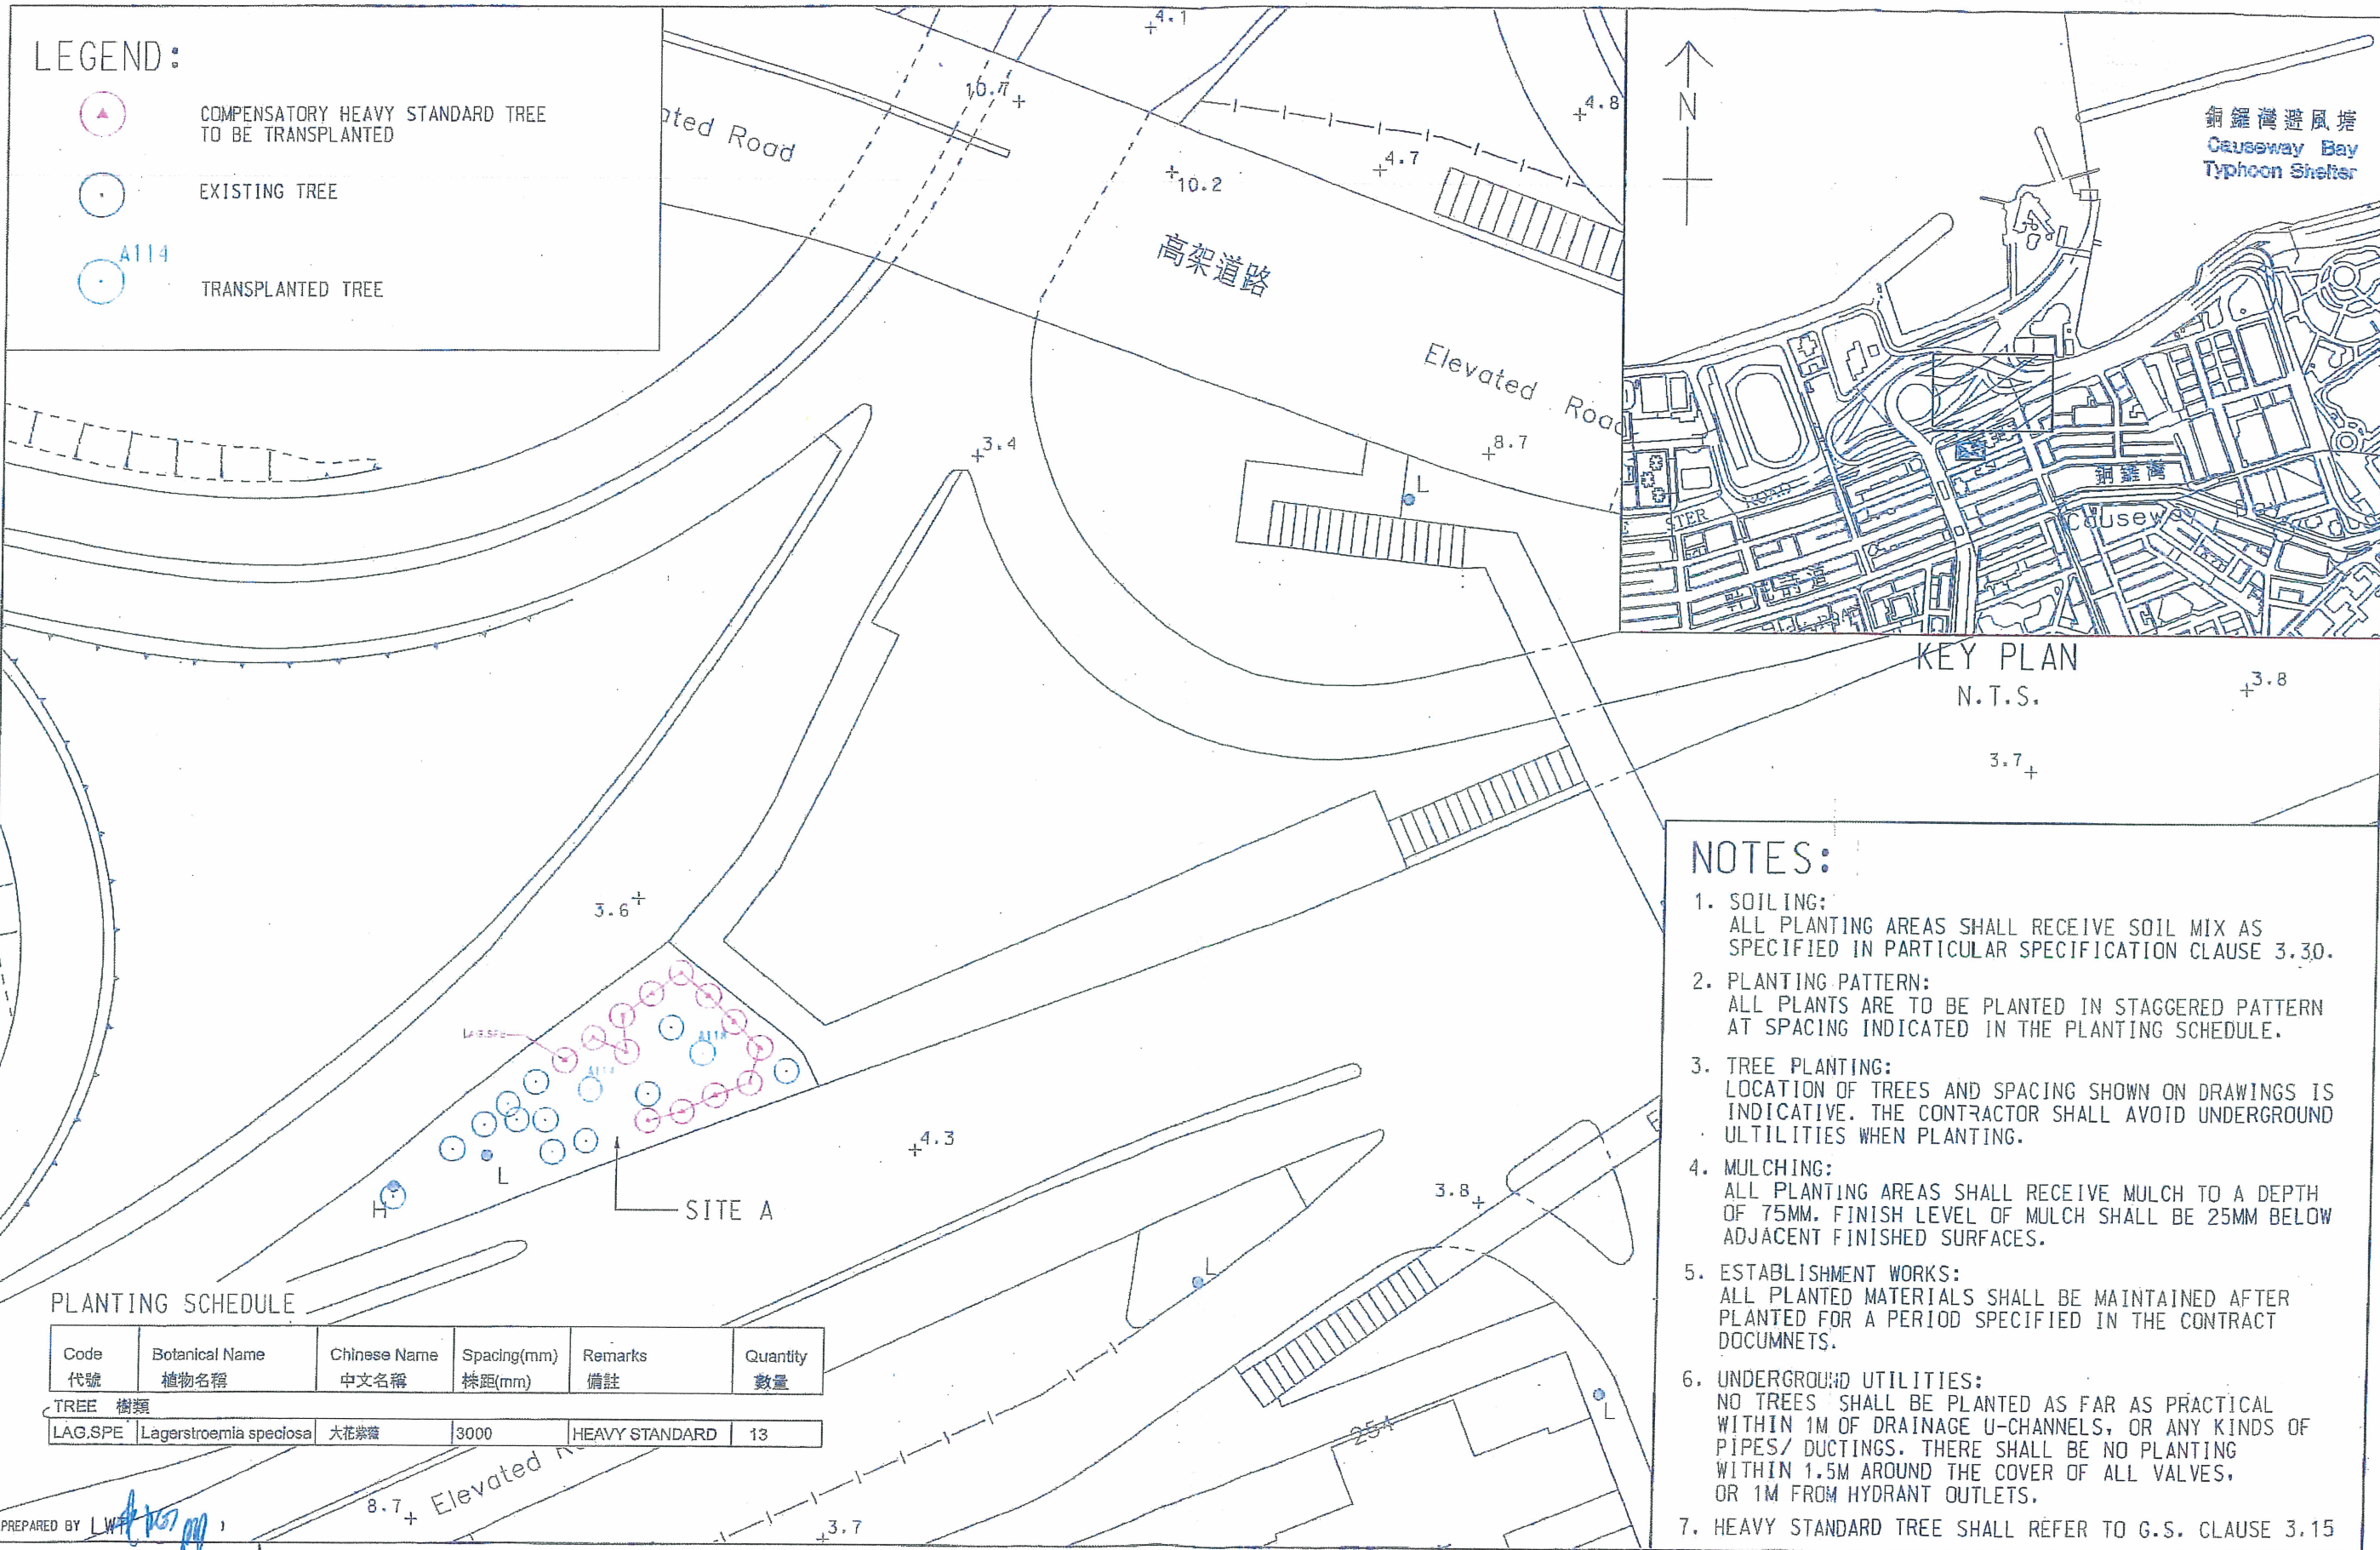 LEGEND:
COMPENSATORY HEAVY STANDARD TREE
TO BE TRANSPLANTED
EXISTING TREE
A114
TRANSPLANTED TREE
4.1
10.7
ated Road
4.8
4.7
10.2
高架道路
Elevated Road
3.4
8.7
L
N
銅鑼灣避風塘
Causeway Bay
Typhoon Shelter
銅鑼灣
Causeway
KEY PLAN
N.T.S.
3.8
3.7
3.6
LAG.SPE
A118
4.3
L
H
SITE A
3.8
L
L
254
E
PLANTING SCHEDULE
Code Botanical Name Chinese Name Spacing(mm) Remarks Quantity
代號 植物名稱 中文名稱 株距(mm) 備註 數量
TREE 樹類
LAG.SPE Lagerstroemia speciosa 大花紫薇 3000 HEAVY STANDARD 13
8.7
Elevated
3.7
PREPARED BY
NOTES:
1. SOILING:
ALL PLANTING AREAS SHALL RECEIVE SOIL MIX AS
SPECIFIED IN PARTICULAR SPECIFICATION CLAUSE 3.30.
2. PLANTING PATTERN:
ALL PLANTS ARE TO BE PLANTED IN STAGGERED PATTERN
AT SPACING INDICATED IN THE PLANTING SCHEDULE.
3. TREE PLANTING:
LOCATION OF TREES AND SPACING SHOWN ON DRAWINGS IS
INDICATIVE. THE CONTRACTOR SHALL AVOID UNDERGROUND
ULTILITIES WHEN PLANTING.
4. MULCHING:
ALL PLANTING AREAS SHALL RECEIVE MULCH TO A DEPTH
OF 75MM. FINISH LEVEL OF MULCH SHALL BE 25MM BELOW
ADJACENT FINISHED SURFACES.
5. ESTABLISHMENT WORKS:
ALL PLANTED MATERIALS SHALL BE MAINTAINED AFTER
PLANTED FOR A PERIOD SPECIFIED IN THE CONTRACT
DOCUMNETS.
6. UNDERGROUND UTILITIES:
NO TREES SHALL BE PLANTED AS FAR AS PRACTICAL
WITHIN 1M OF DRAINAGE U-CHANNELS, OR ANY KINDS OF
PIPES/ DUCTINGS. THERE SHALL BE NO PLANTING
WITHIN 1.5M AROUND THE COVER OF ALL VALVES,
OR 1M FROM HYDRANT OUTLETS.
7. HEAVY STANDARD TREE SHALL REFER TO G.S. CLAUSE 3.15